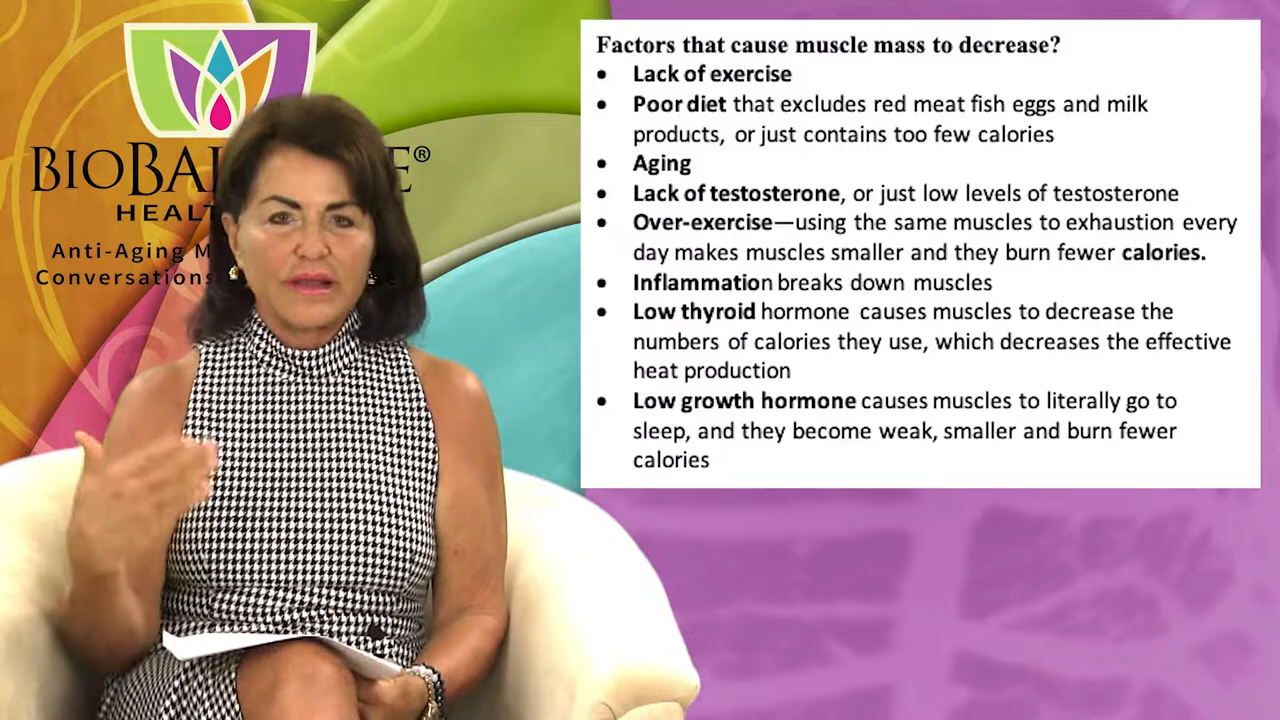 BIOBA E®
HEALT
Anti-Aging M
Conversations e
Factors that cause muscle mass to decrease?
• Lack of exercise
• Poor diet that excludes red meat fish eggs and milk
products, or just contains too few calories
• Aging
• Lack of testosterone, or just low levels of testosterone
• Over-exercise—using the same muscles to exhaustion every
day makes muscles smaller and they burn fewer calories.
• Inflammation breaks down muscles
• Low thyroid hormone causes muscles to decrease the
numbers of calories they use, which decreases the effective
heat production
• Low growth hormone causes muscles to literally go to
sleep, and they become weak, smaller and burn fewer
calories